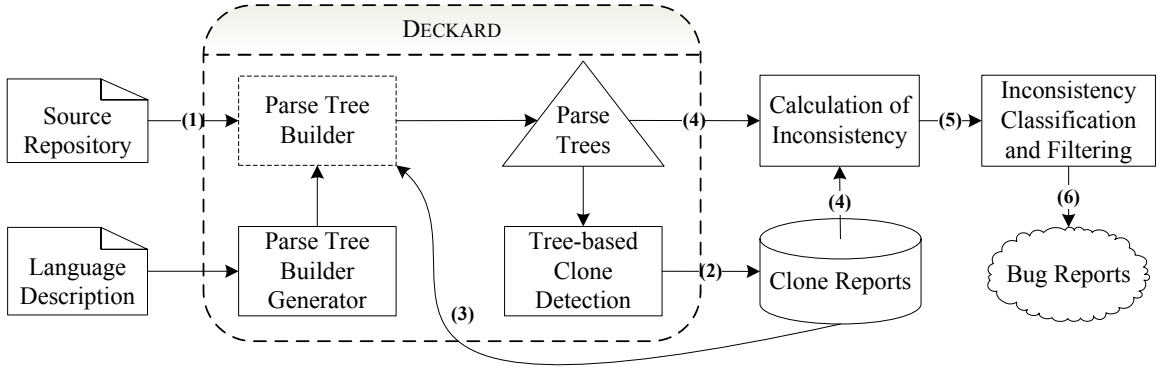 DECKARD
Source
Repository
(1)
Parse Tree
Builder
Parse
Trees
(4)
Calculation of
Inconsistency
(5)
Inconsistency
Classification
and Filtering
(4)
(6)
Language
Description
Parse Tree
Builder
Generator
Tree-based
Clone
Detection
(2)
Clone Reports
Bug Reports
(3)